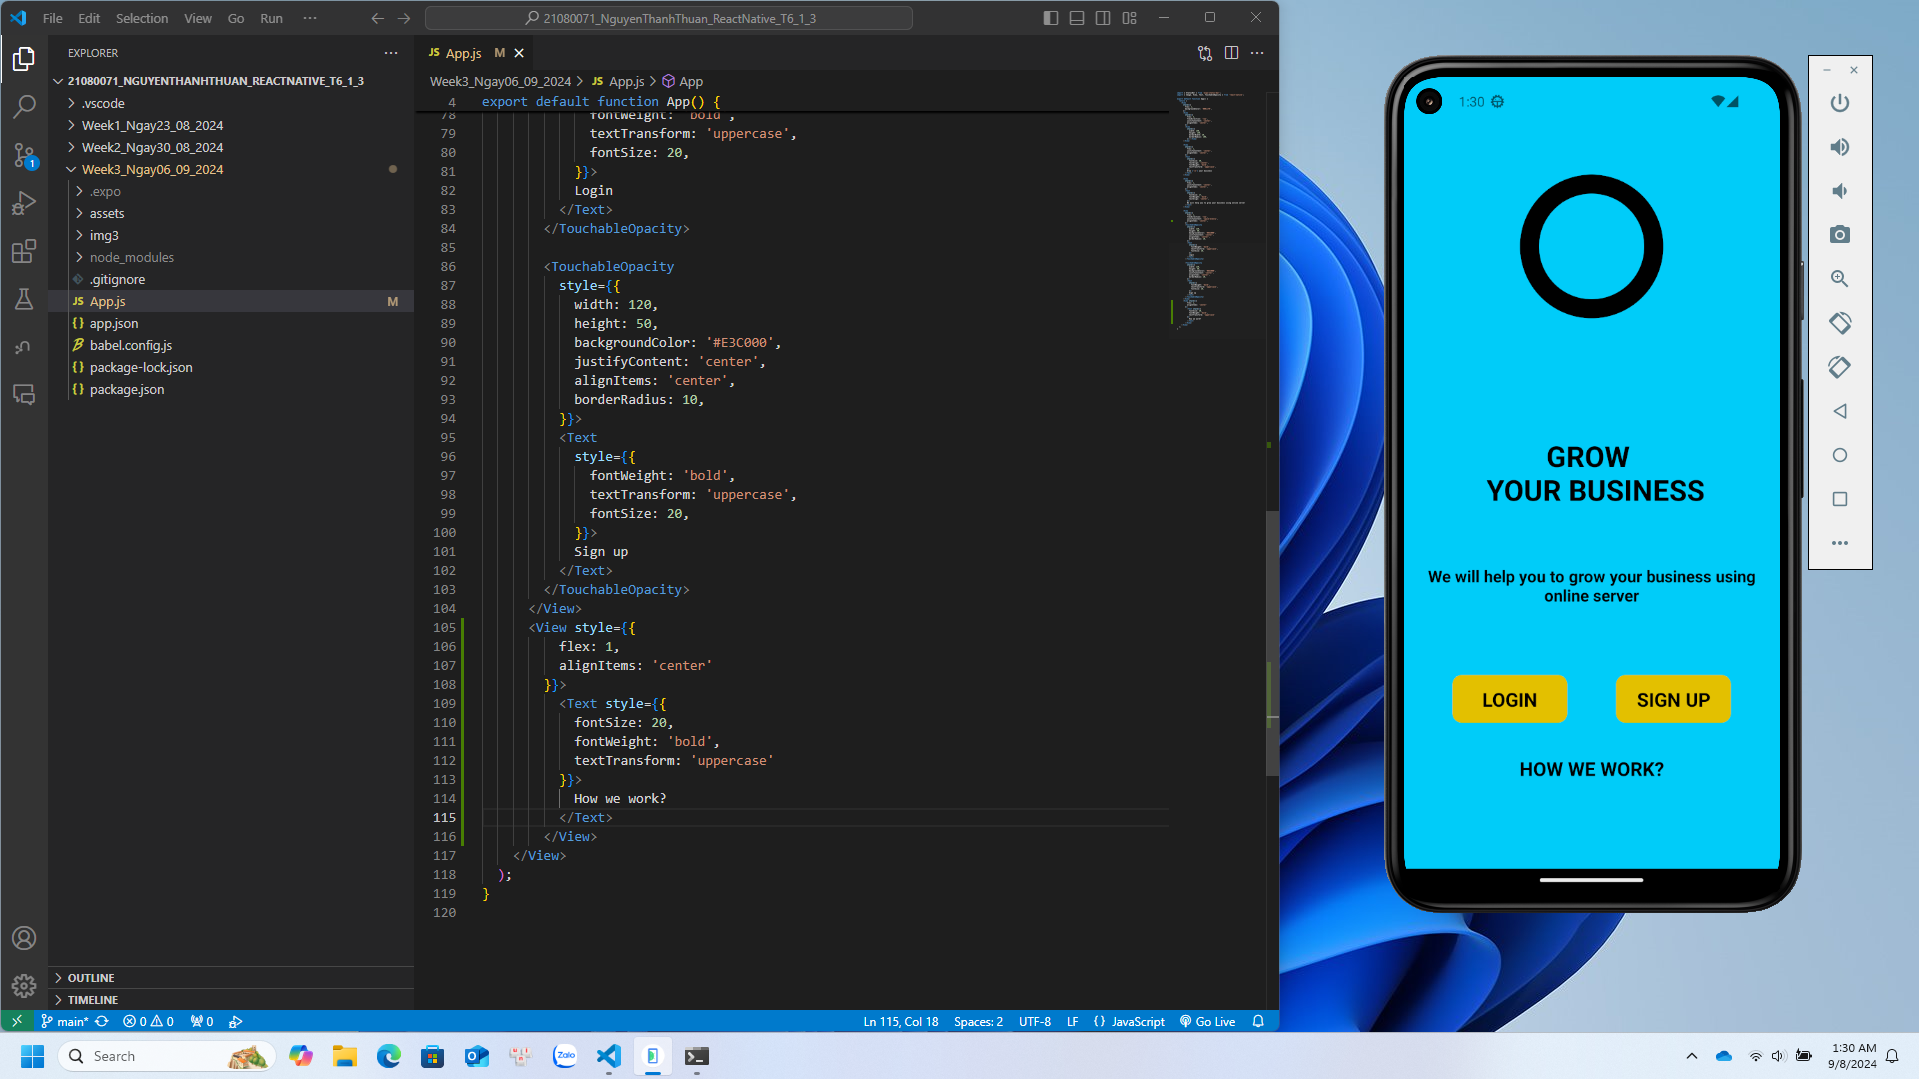 File Edit Selection View Go Run ···
21080071_NguyenThanhThuan_ReactNative_T6_1_3
EXPLORER
21080071_NGUYENTHANHTHUAN_REACTNATIVE_T6_1_3
.vscode
Week1_Ngay23_08_2024
Week2_Ngay30_08_2024
Week3_Ngay06_09_2024
.expo
assets
img3
node_modules
.gitignore
JS App.js M
{} app.json
babel.config.js
{} package-lock.json
{} package.json
OUTLINE
TIMELINE
JS App.js M
Week3_Ngay06_09_2024 > JS App.js > App
4 export default function App() {
78 fontWeight: 'bold',
79 textTransform: 'uppercase',
80 fontSize: 20,
81 }}>
82 Login
83 </Text>
84 </TouchableOpacity>
85
86 <TouchableOpacity
87 style={{
88 width: 120,
89 height: 50,
90 backgroundColor: '#E3C000',
91 justifyContent: 'center',
92 alignItems: 'center',
93 borderRadius: 10,
94 }}>
95 <Text
96 style={{
97 fontWeight: 'bold',
98 textTransform: 'uppercase',
99 fontSize: 20,
100 }}>
101 Sign up
102 </Text>
103 </TouchableOpacity>
104 </View>
105 <View style={{
106 flex: 1,
107 alignItems: 'center'
108 }}>
109 <Text style={{
110 fontSize: 20,
111 fontWeight: 'bold',
112 textTransform: 'uppercase'
113 }}>
114 How we work?
115 </Text>
116 </View>
117 </View>
118 );
119 }
120
1
main* 0 0 0
Ln 115, Col 18 Spaces: 2 UTF-8 LF {} JavaScript Go Live
1:30
GROW
YOUR BUSINESS
We will help you to grow your business using
online server
LOGIN SIGN UP
HOW WE WORK?
Search
Zalo
1:30 AM
9/8/2024